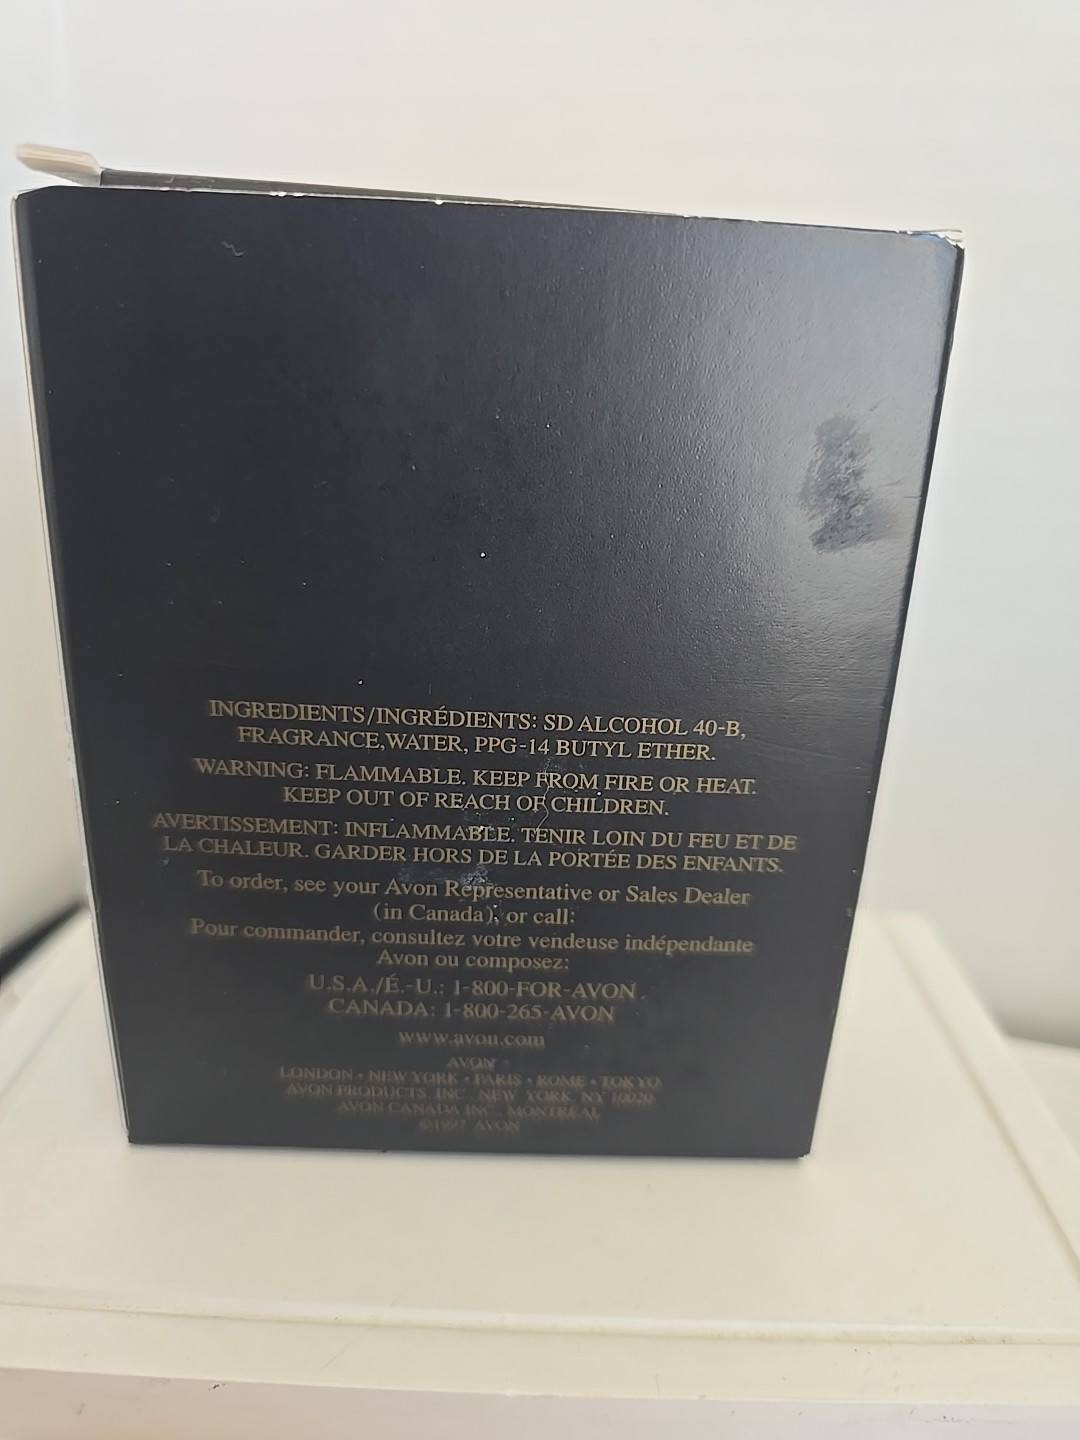 INGREDIENTS/INGRÉDIENTS: SD ALCOHOL 40-B,
FRAGRANCE,WATER, PPG-14 BUTYL ETHER.
WARNING: FLAMMABLE. KEEP FROM FIRE OR HEAT.
KEEP OUT OF REACH OF CHILDREN.
AVERTISSEMENT: INFLAMMABLE. TENIR LOIN DU FEU ET DE
LA CHALEUR. GARDER HORS DE LA PORTÉE DES ENFANTS.
To order, see your Avon Representative or Sales Dealer
(in Canada), or call:
Pour commander, consultez votre vendeuse indépendante
Avon ou composez:
U.S.A./É.-U.: 1-800-FOR-AVON
CANADA: 1-800-265-AVON
www.avon.com
AVON
LONDON • NEW YORK • PARIS • ROME • TOKYO
AVON PRODUCTS, INC., NEW YORK, NY 10020
AVON CANADA INC., MONTRÉAL
©1997 AVON